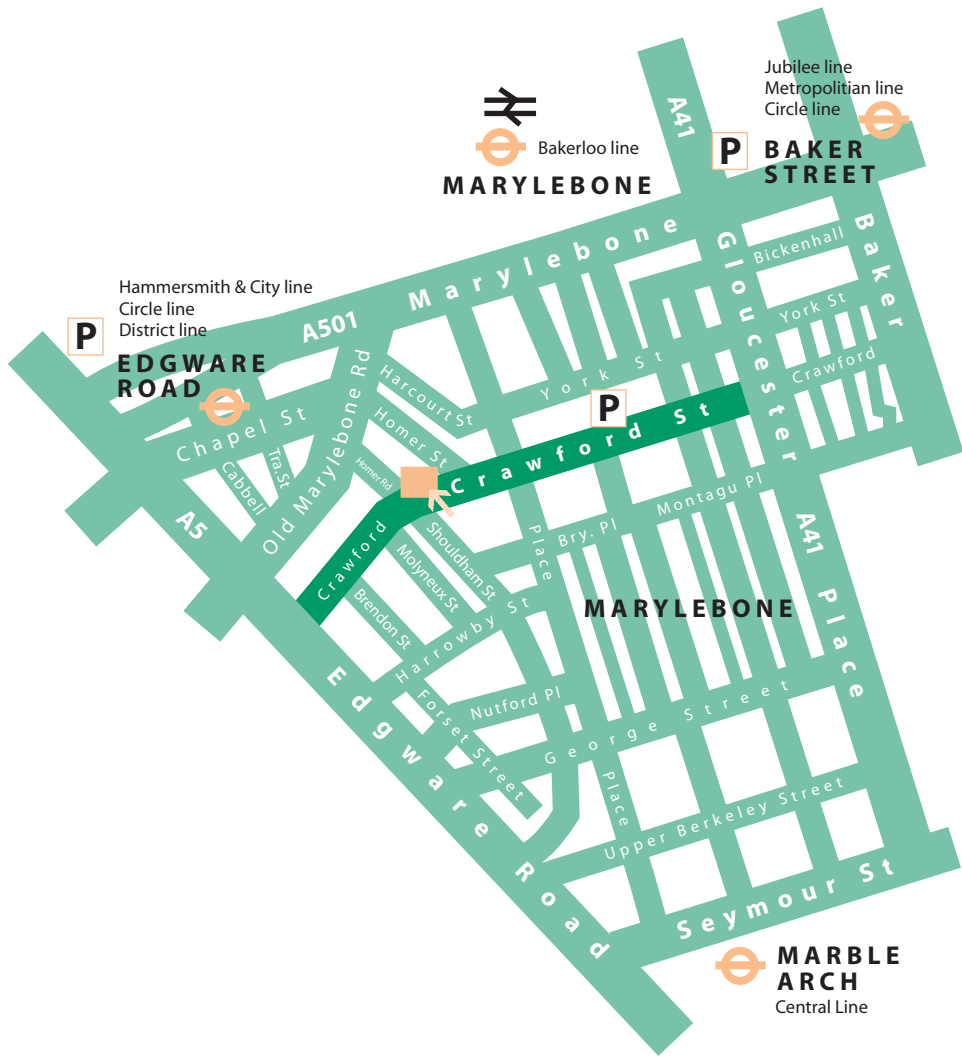 Jubilee line
Metropolitian line
Circle line
A41
P
BAKER
STREET
Bakerloo line
MARYLEBONE
Hammersmith & City line
Circle line
District line
P
EDGWARE
ROAD
A501
Marylebone
Gloucester
Place
Baker
Bickenhall
York St
Crawford
York St
P
Crawford St
Harcourt St
Homer St
Homer Rd
Old Marylebone Rd
Chapel St
Cabbell
Tra. St
A5
Crawford
Shouldham St
Molyneux St
Brendon St
Harrowby St
Place
Bry. Pl
Montagu Pl
A41
MARYLEBONE
Edgware Road
Forset Street
Nutford Pl
George Street
Place
Upper Berkeley Street
Seymour St
MARBLE
ARCH
Central Line